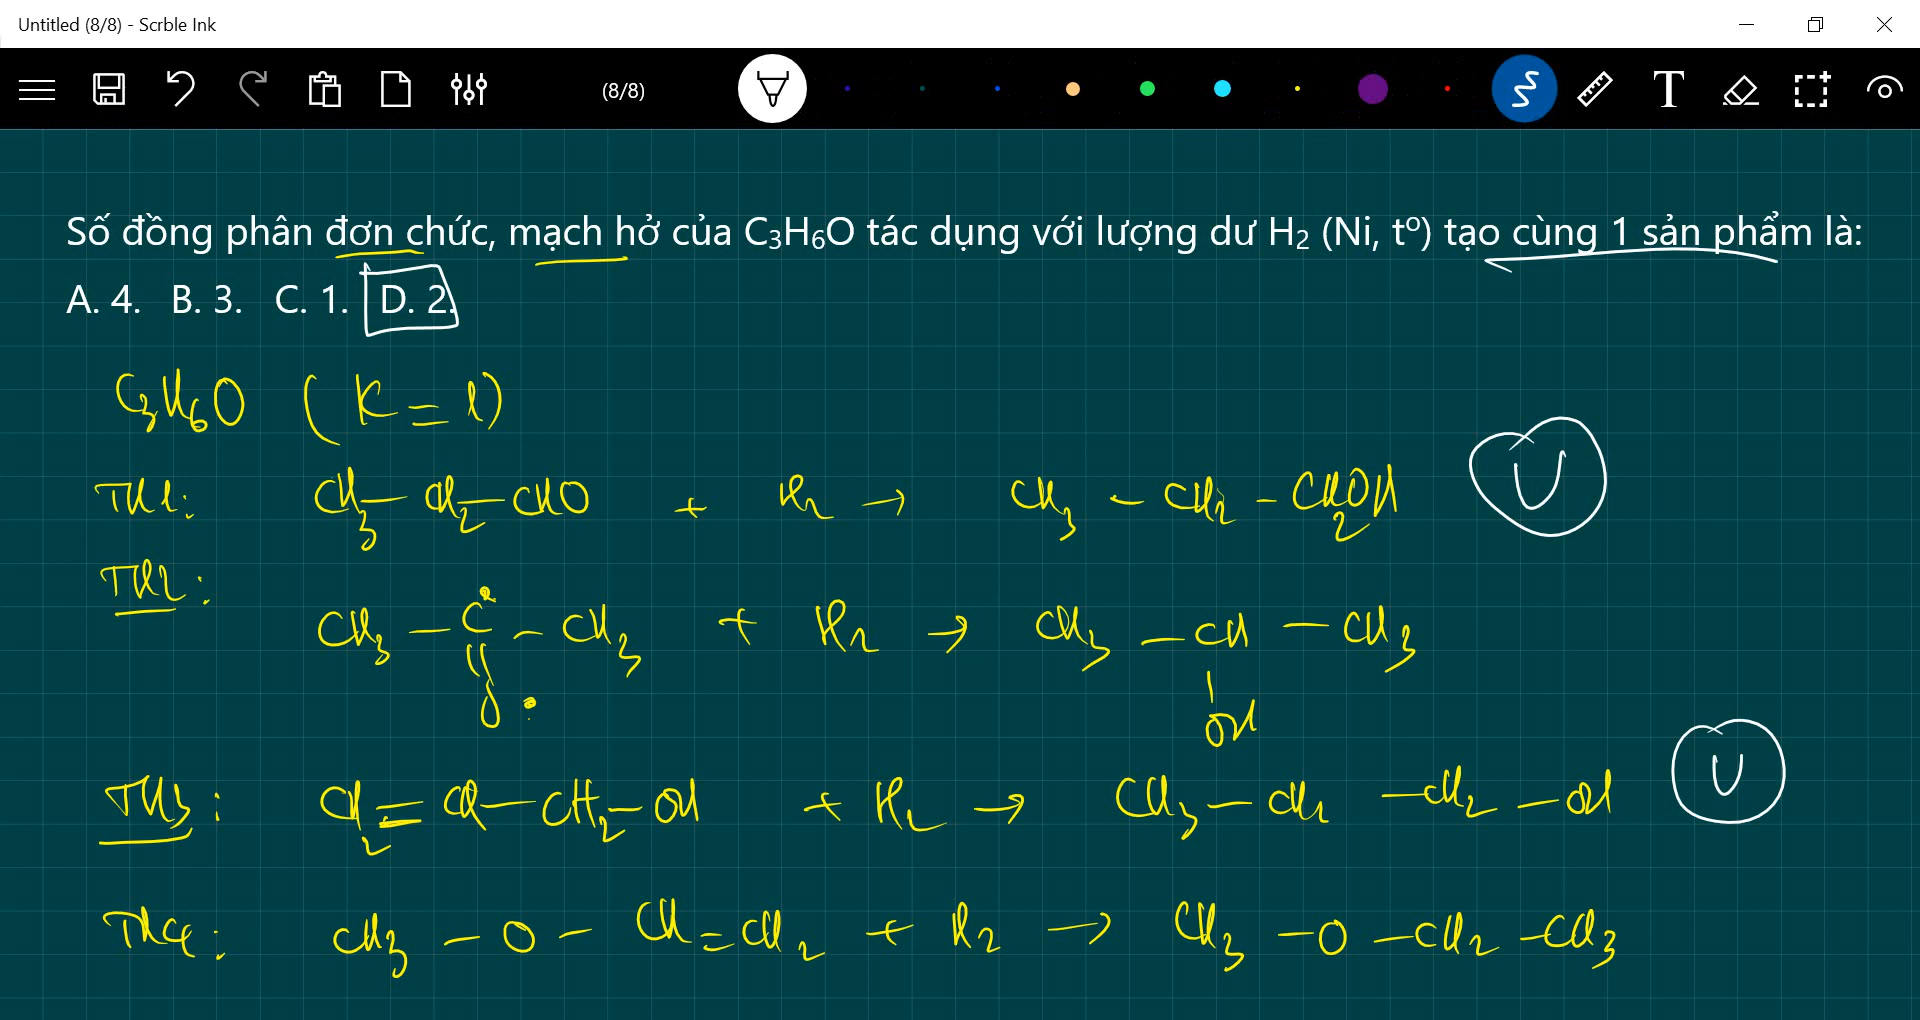 Untitled (8/8) - Scrble Ink
(8/8)
T
Số đồng phân đơn chức, mạch hở của C₃H₆O tác dụng với lượng dư H₂ (Ni, tº) tạo cùng 1 sản phẩm là:
A. 4. B. 3. C. 1. D. 2.
C₃H₆O (K = 1)
TH1: CH₃ – CH₂ – CHO + H₂ → CH₃ – CH₂ – CH₂OH
TH2:
CH₃ – C – CH₃ + H₂ → CH₃ – CH – CH₃
O OH
TH3: CH₂ = CH – CH₂ – OH + H₂ → CH₃ – CH₂ – CH₂ – OH
TH4: CH₃ – O – CH = CH₂ + H₂ → CH₃ – O – CH₂ – CH₃